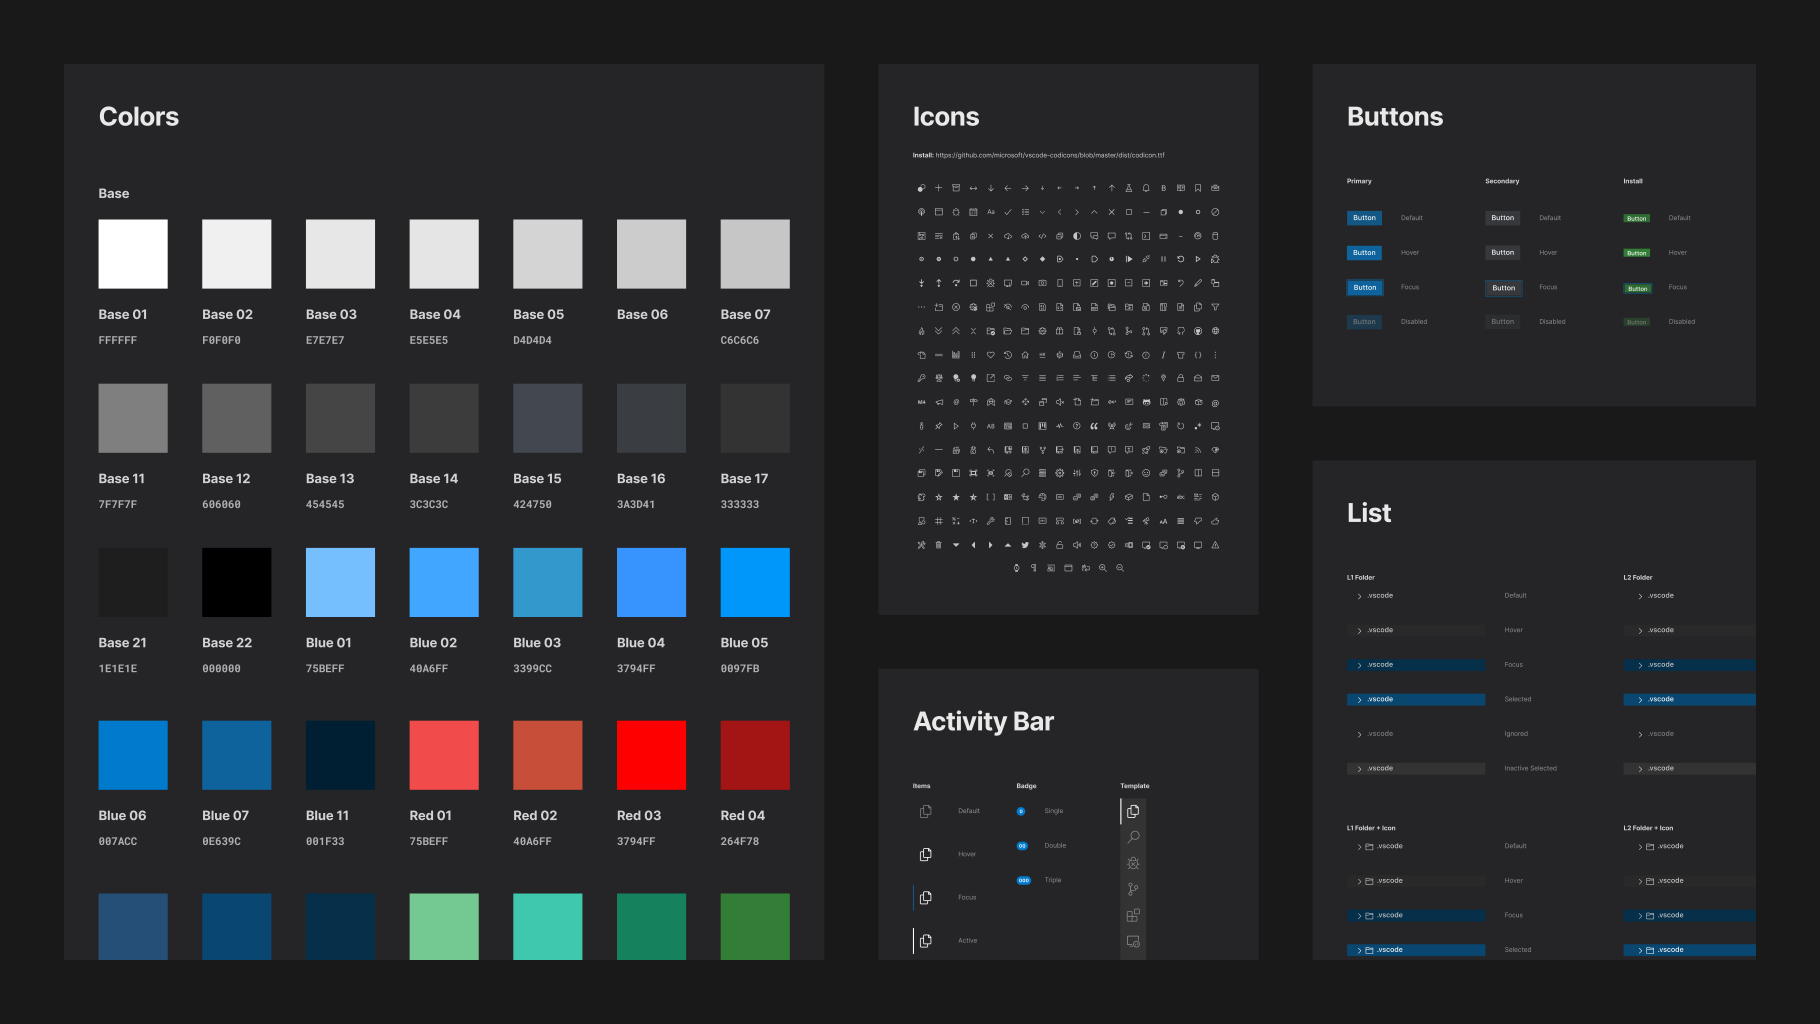 Colors
Base
Base 01 Base 02 Base 03 Base 04 Base 05 Base 06 Base 07
FFFFFF F0F0F0 E7E7E7 E5E5E5 D4D4D4 C6C6C6
Base 11 Base 12 Base 13 Base 14 Base 15 Base 16 Base 17
7F7F7F 606060 454545 3C3C3C 424750 3A3D41 333333
Base 21 Base 22 Blue 01 Blue 02 Blue 03 Blue 04 Blue 05
1E1E1E 000000 75BEFF 40A6FF 3399CC 3794FF 0097FB
Blue 06 Blue 07 Blue 11 Red 01 Red 02 Red 03 Red 04
007ACC 0E639C 001F33 75BEFF 40A6FF 3794FF 264F78
Icons
Install: https://github.com/microsoft/vscode-codicons/blob/master/dist/codicon.ttf
Activity Bar
Items Badge Template
Default 0 Single
Hover 00 Double
000 Triple
Focus
Active
Buttons
Primary Secondary Install
Button Default Button Default Button Default
Button Hover Button Hover Button Hover
Button Focus Button Focus Button Focus
Button Disabled Button Disabled Button Disabled
List
L1 Folder L2 Folder
.vscode Default .vscode
.vscode Hover .vscode
.vscode Focus .vscode
.vscode Selected .vscode
.vscode Ignored .vscode
.vscode Inactive Selected .vscode
L1 Folder + Icon L2 Folder + Icon
.vscode Default .vscode
.vscode Hover .vscode
.vscode Focus .vscode
.vscode Selected .vscode